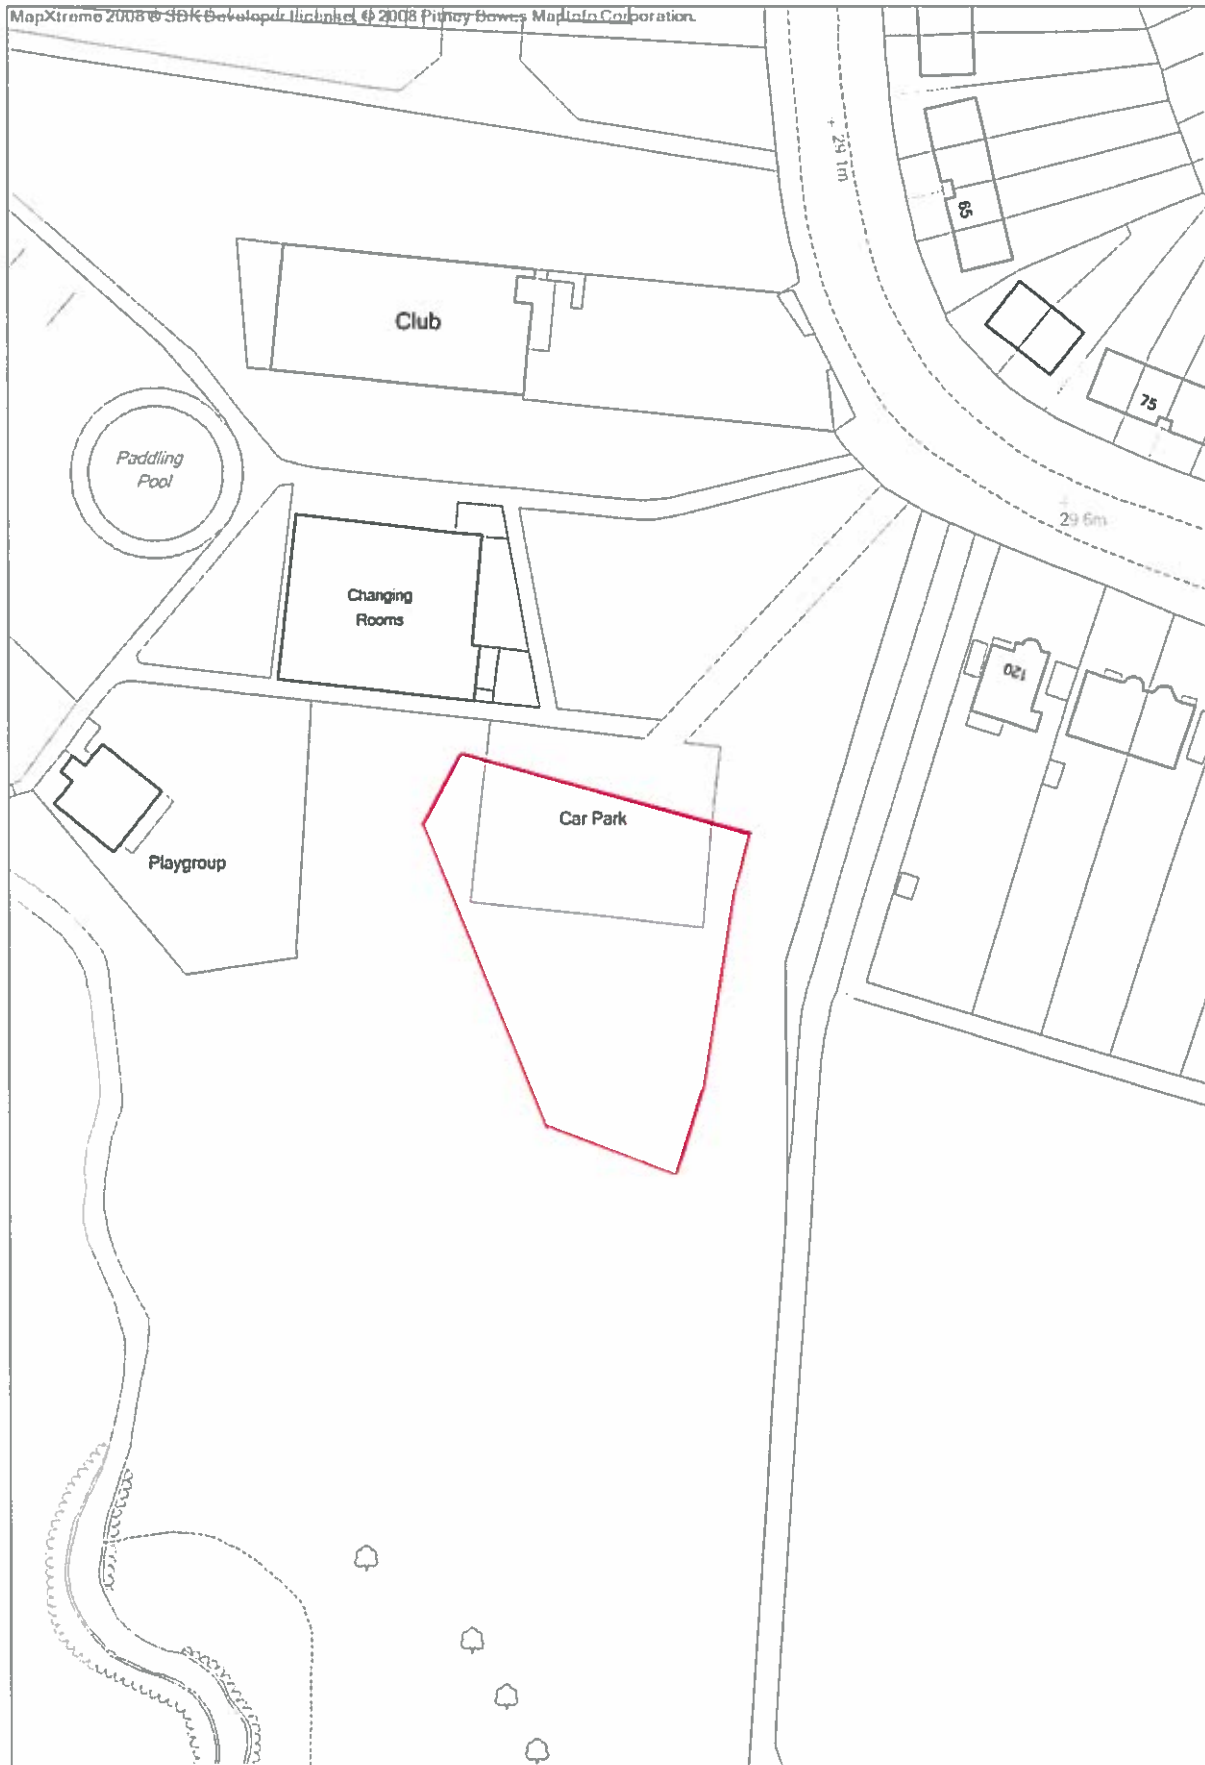 MapXtreme 2008 ® SDK Developer License. © 2008 Pitney Bowes MapInfo Corporation.
+ 29.1m
65
Club
75
Paddling
Pool
29.6m
Changing
Rooms
120
Car Park
Playgroup